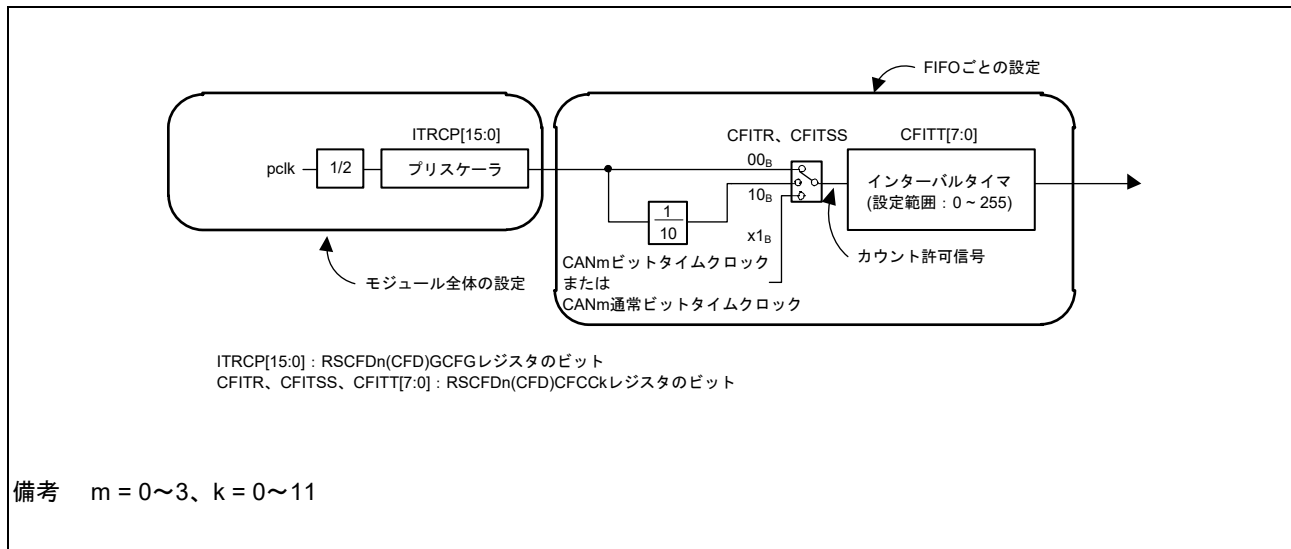 FIFOごとの設定
ITRCP[15:0]
CFITR、CFITSS
CFITT[7:0]
pclk
1/2
プリスケーラ
00B
10B
x1B
1
10
インターバルタイマ
(設定範囲：0 ~ 255)
モジュール全体の設定
CANmビットタイムクロック
または
CANm通常ビットタイムクロック
カウント許可信号
ITRCP[15:0]：RSCFDn(CFD)GCFGレジスタのビット
CFITR、CFITSS、CFITT[7:0]：RSCFDn(CFD)CFCCkレジスタのビット
備考 m = 0～3、k = 0～11